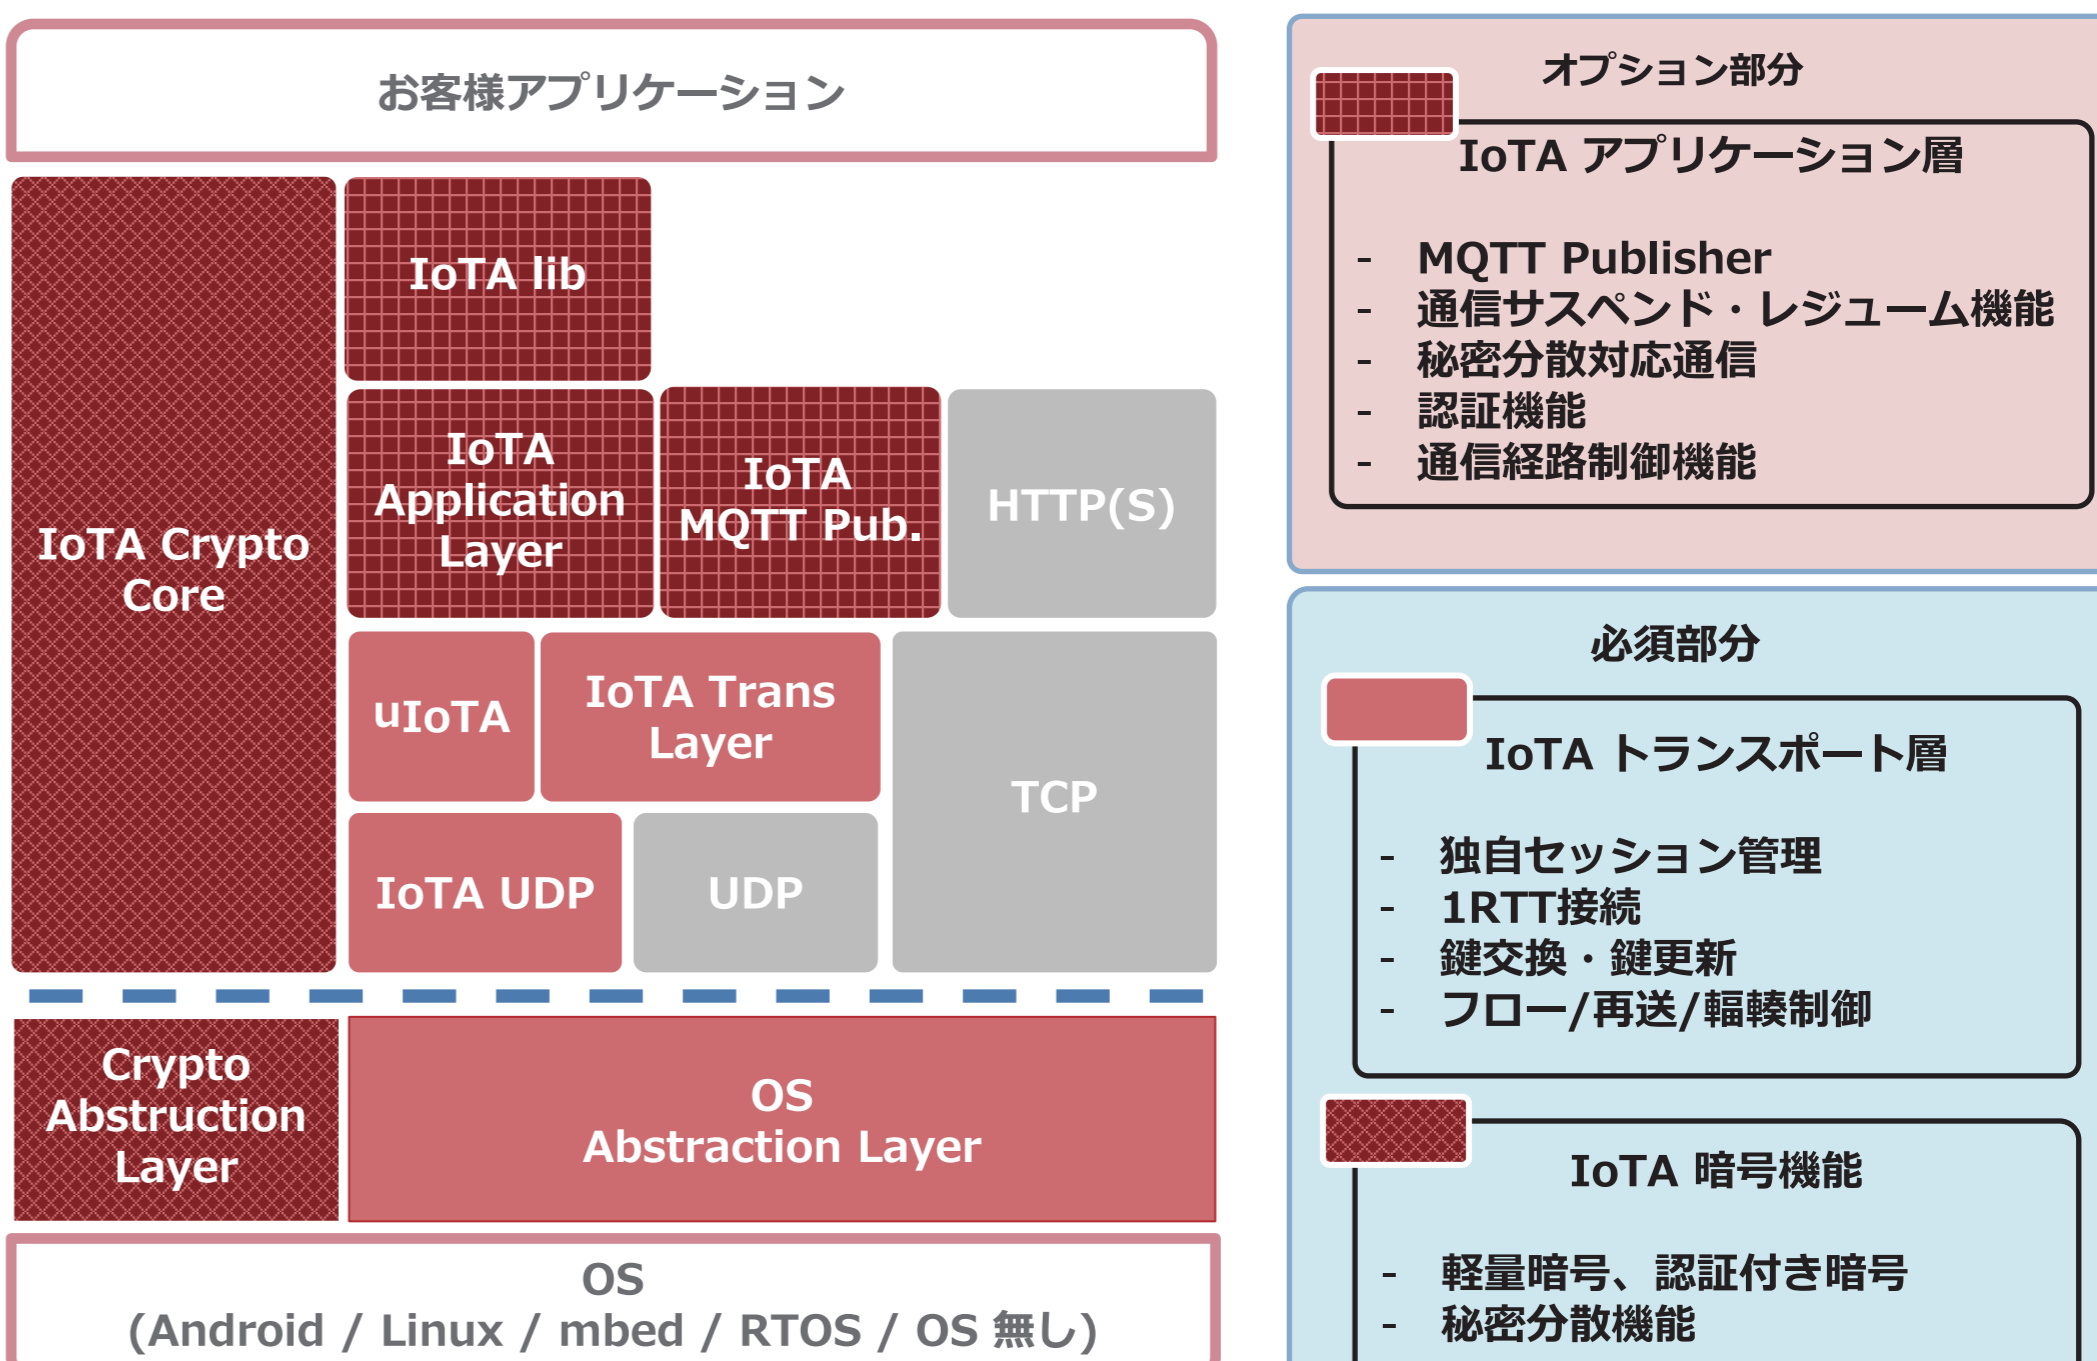 お客様アプリケーション
IoTA lib
IoTA
Application
Layer
IoTA
MQTT Pub.
HTTP(S)
IoTA Crypto
Core
uIoTA
IoTA Trans
Layer
TCP
IoTA UDP
UDP
Crypto
Abstruction
Layer
OS
Abstraction Layer
OS
(Android / Linux / mbed / RTOS / OS 無し)
オプション部分
IoTA アプリケーション層
- MQTT Publisher
- 通信サスペンド・レジューム機能
- 秘密分散対応通信
- 認証機能
- 通信経路制御機能
必須部分
IoTA トランスポート層
- 独自セッション管理
- 1RTT接続
- 鍵交換・鍵更新
- フロー/再送/輻輳制御
IoTA 暗号機能
- 軽量暗号、認証付き暗号
- 秘密分散機能